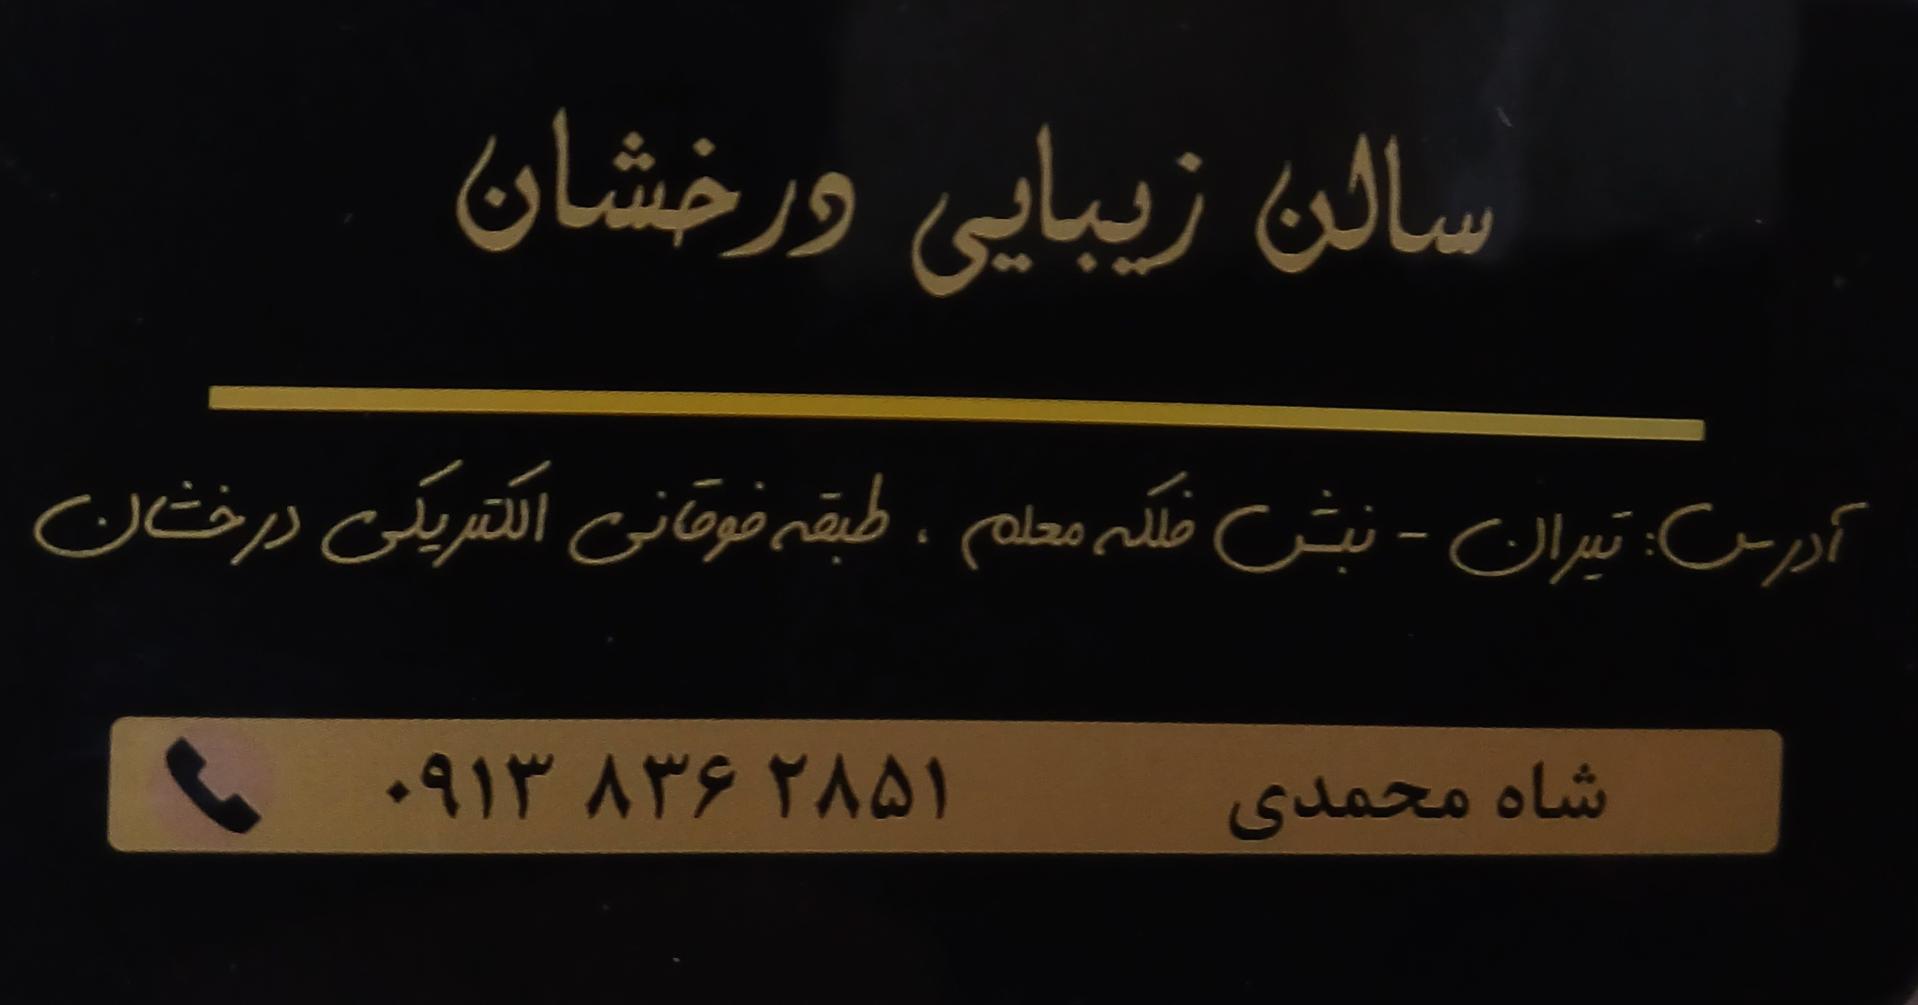 سالن زیبایی درخشان
آدرس: تیران - نبش فلکه معلم ، طبقه فوقانی الکتریکی درخشان
شاه محمدی ۰۹۱۳ ۸۳۶ ۲۸۵۱